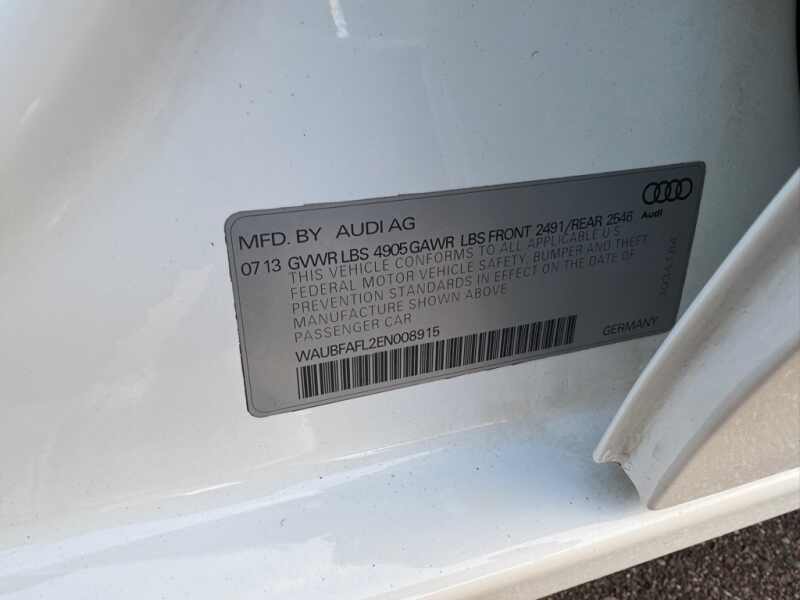 Audi
MFD. BY AUDI AG
07 13 GVWR LBS 4905 GAWR LBS FRONT 2491/REAR 2546
THIS VEHICLE CONFORMS TO ALL APPLICABLE U.S.
FEDERAL MOTOR VEHICLE SAFETY, BUMPER AND THEFT
PREVENTION STANDARDS IN EFFECT ON THE DATE OF
MANUFACTURE SHOWN ABOVE
PASSENGER CAR
WAUBFAFL2EN008915
GERMANY